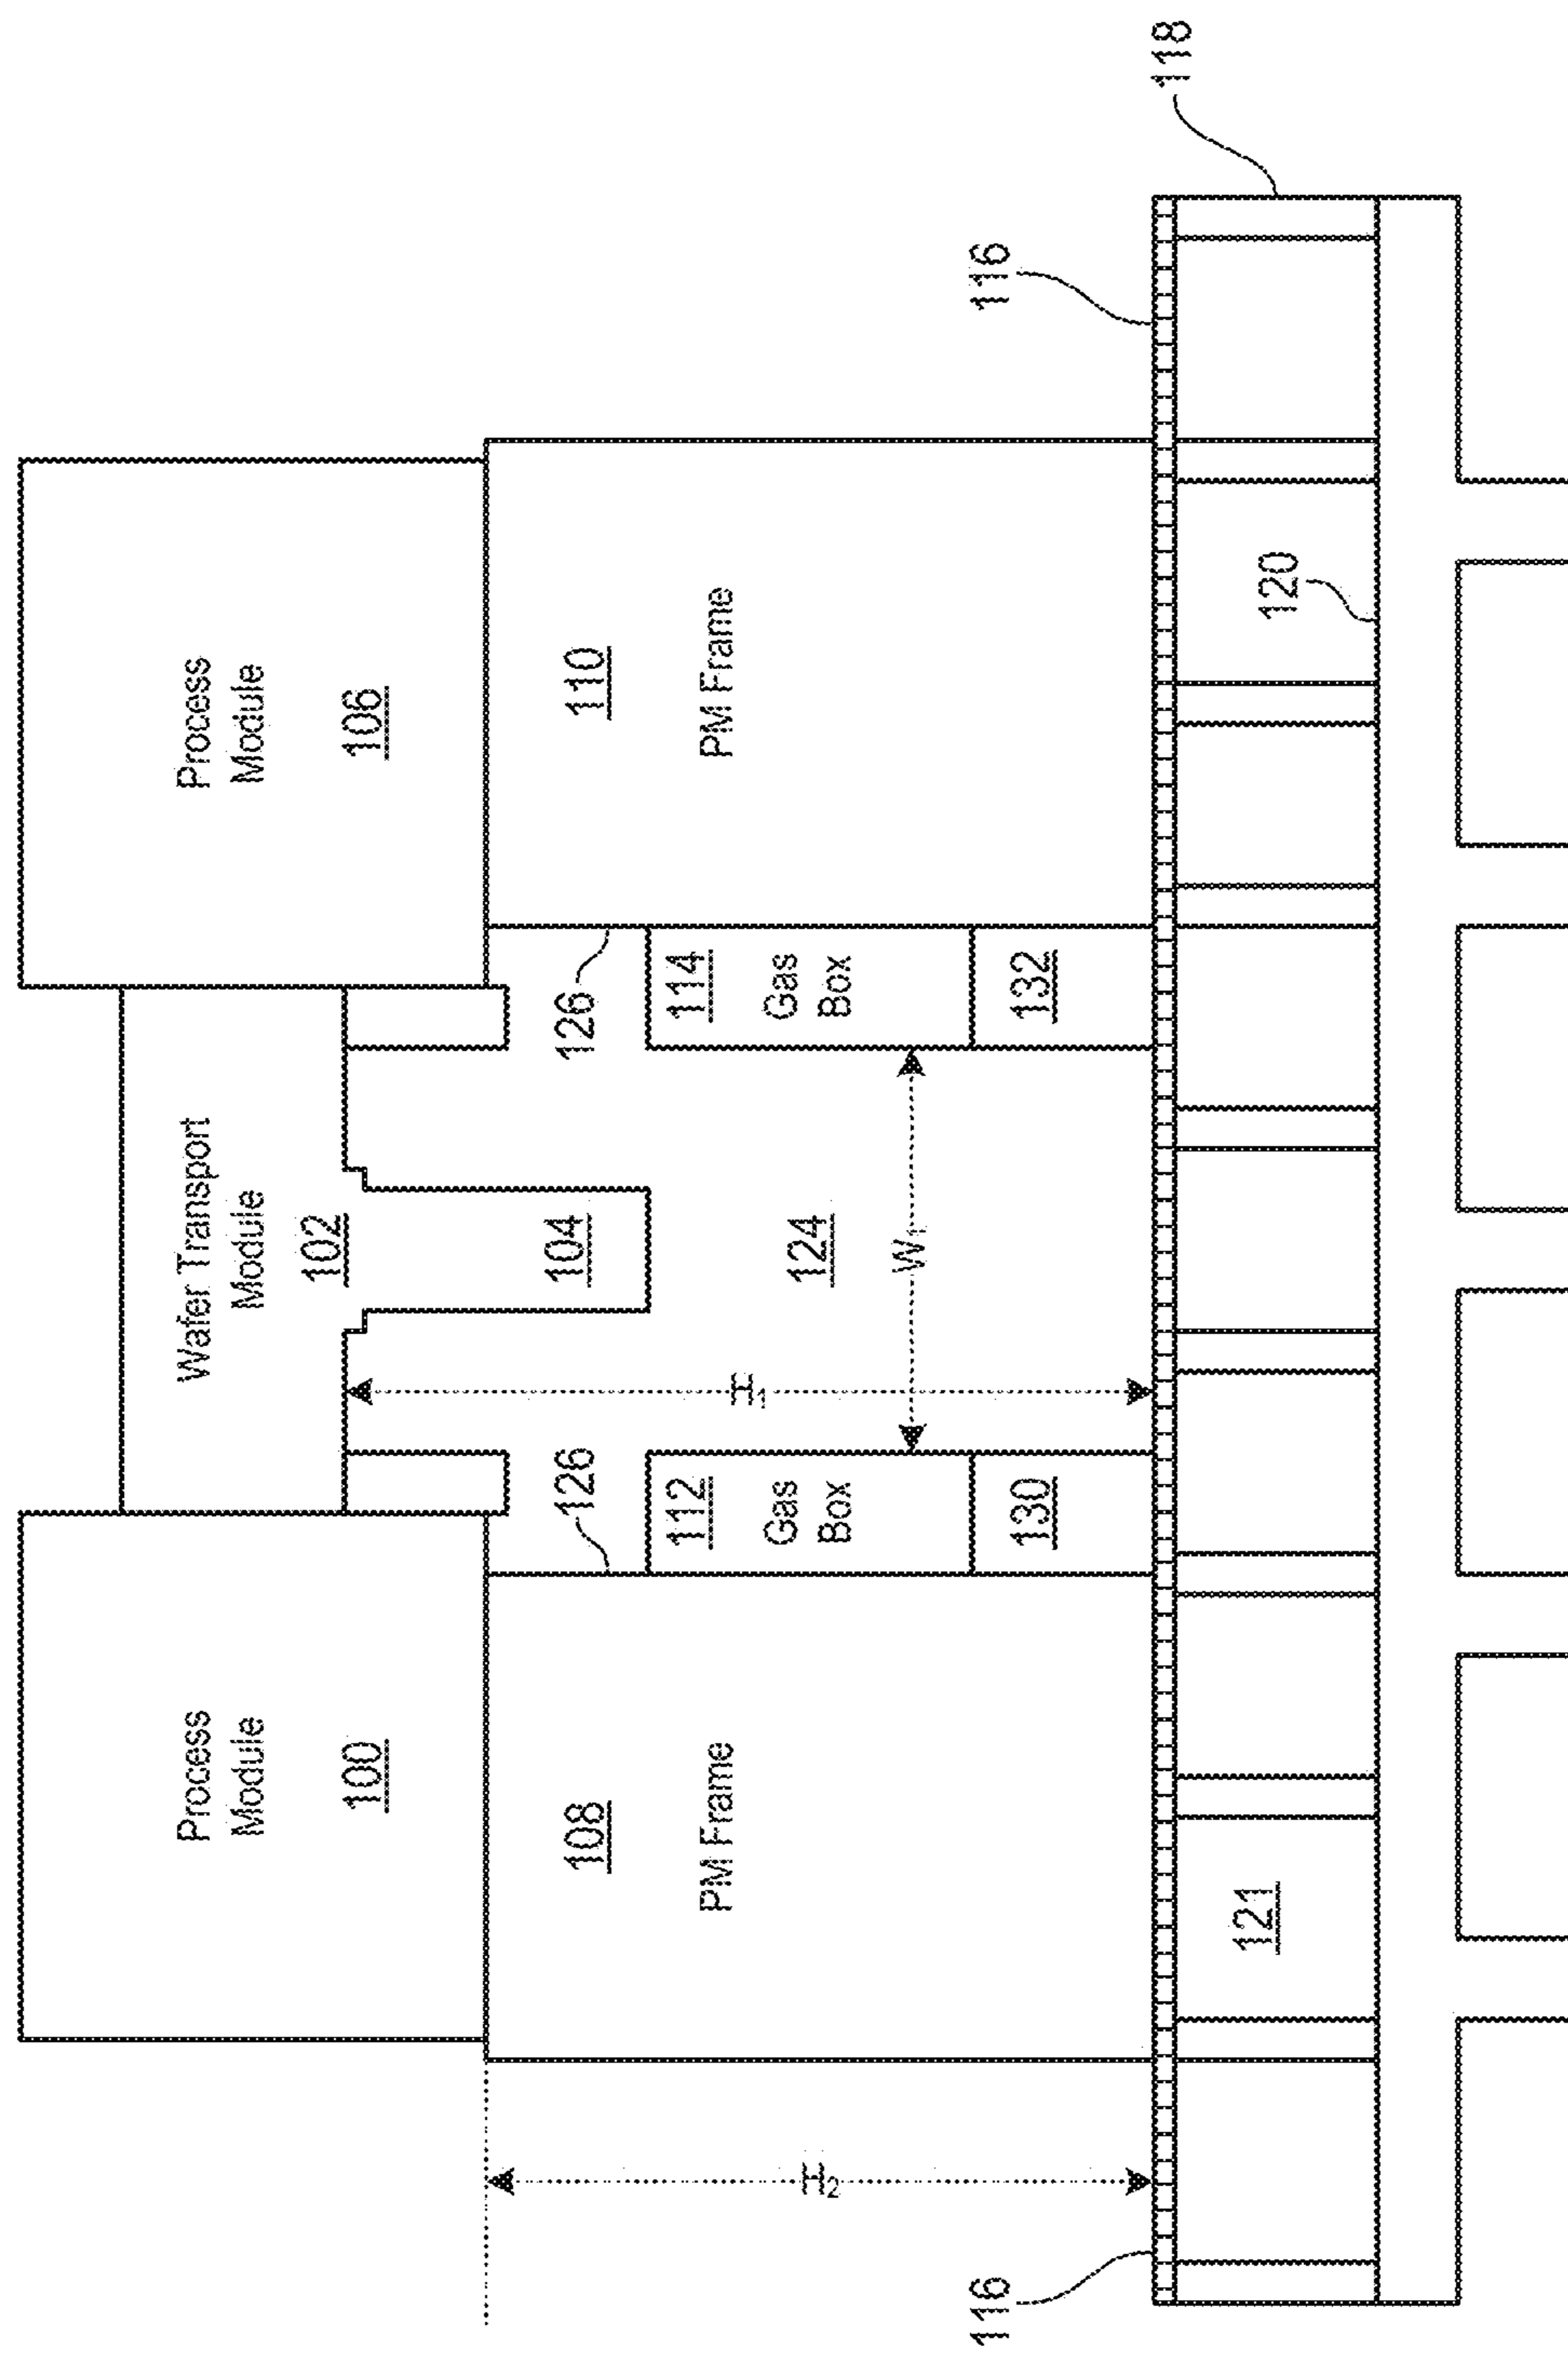 Process
Module
100
Wafer Transport
Module
102
Process
Module
106
104
108
PM Frame
110
PM Frame
126
126
112
Gas
Box
114
Gas
Box
H₁
H₂
124
W₁
130
132
116
116
118
121
120